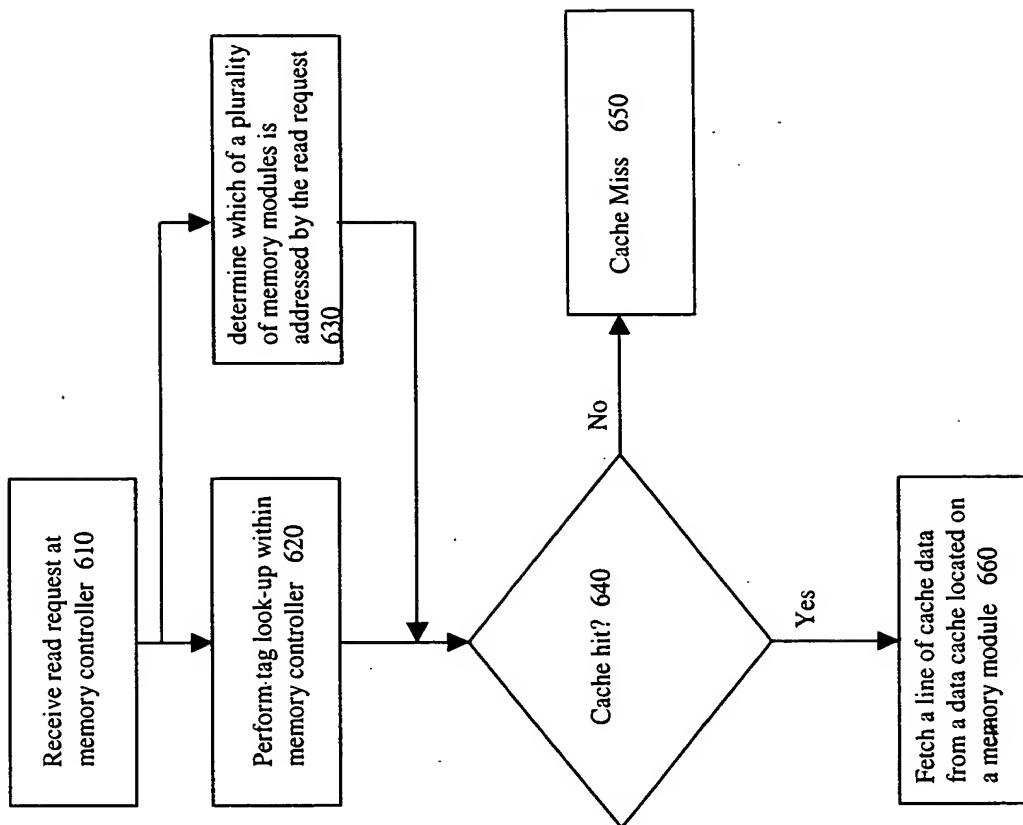 Receive read request at
memory controller 610
Perform tag look-up within
memory controller 620
determine which of a plurality
of memory modules is
addressed by the read request
630
Cache hit? 640
No
Cache Miss 650
Yes
Fetch a line of cache data
from a data cache located on
a memory module 660